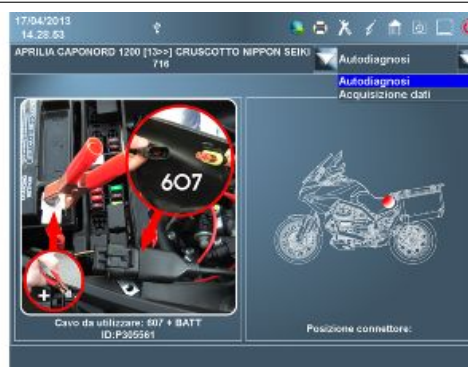 17/04/2013
14.28.53
APRILIA CAPONORD 1200 [13>>] CRUSCOTTO NIPPON SEIKI
716
Autodiagnosi
Autodiagnosi
Acquisizione dati
607
Cavo da utilizzare: 607 + BATT
ID:P305561
Posizione connettore: